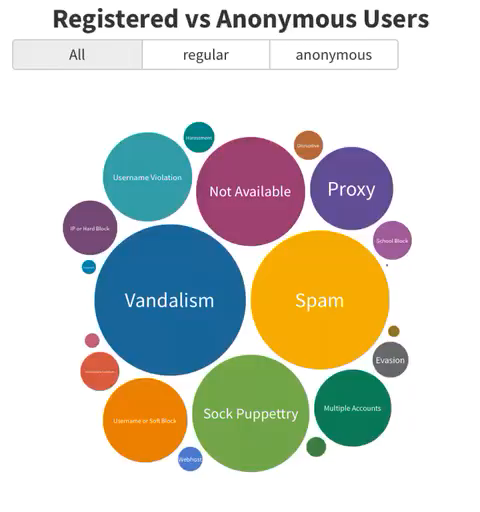 Registered vs Anonymous Users
All
regular
anonymous
Harassment
Disruptive
Username Violation
Not Available
Proxy
IP or Hard Block
School Block
Vandalism
Spam
Evasion
Sock Puppettry
Multiple Accounts
Username or Soft Block
Webhost